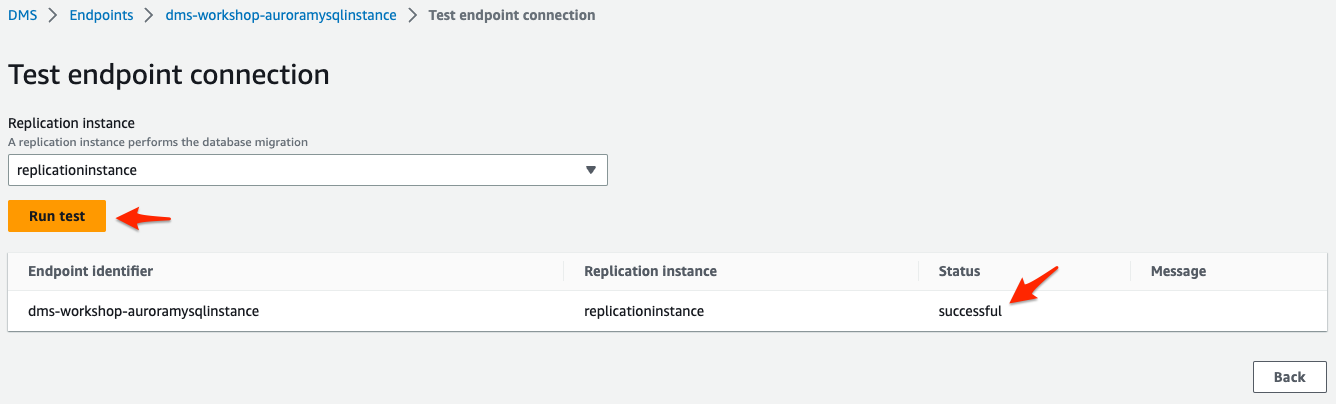 DMS > Endpoints > dms-workshop-auroramysqlinstance > Test endpoint connection
Test endpoint connection
Replication instance
A replication instance performs the database migration
replicationinstance
Run test
Endpoint identifier Replication instance Status Message
dms-workshop-auroramysqlinstance replicationinstance successful
Back